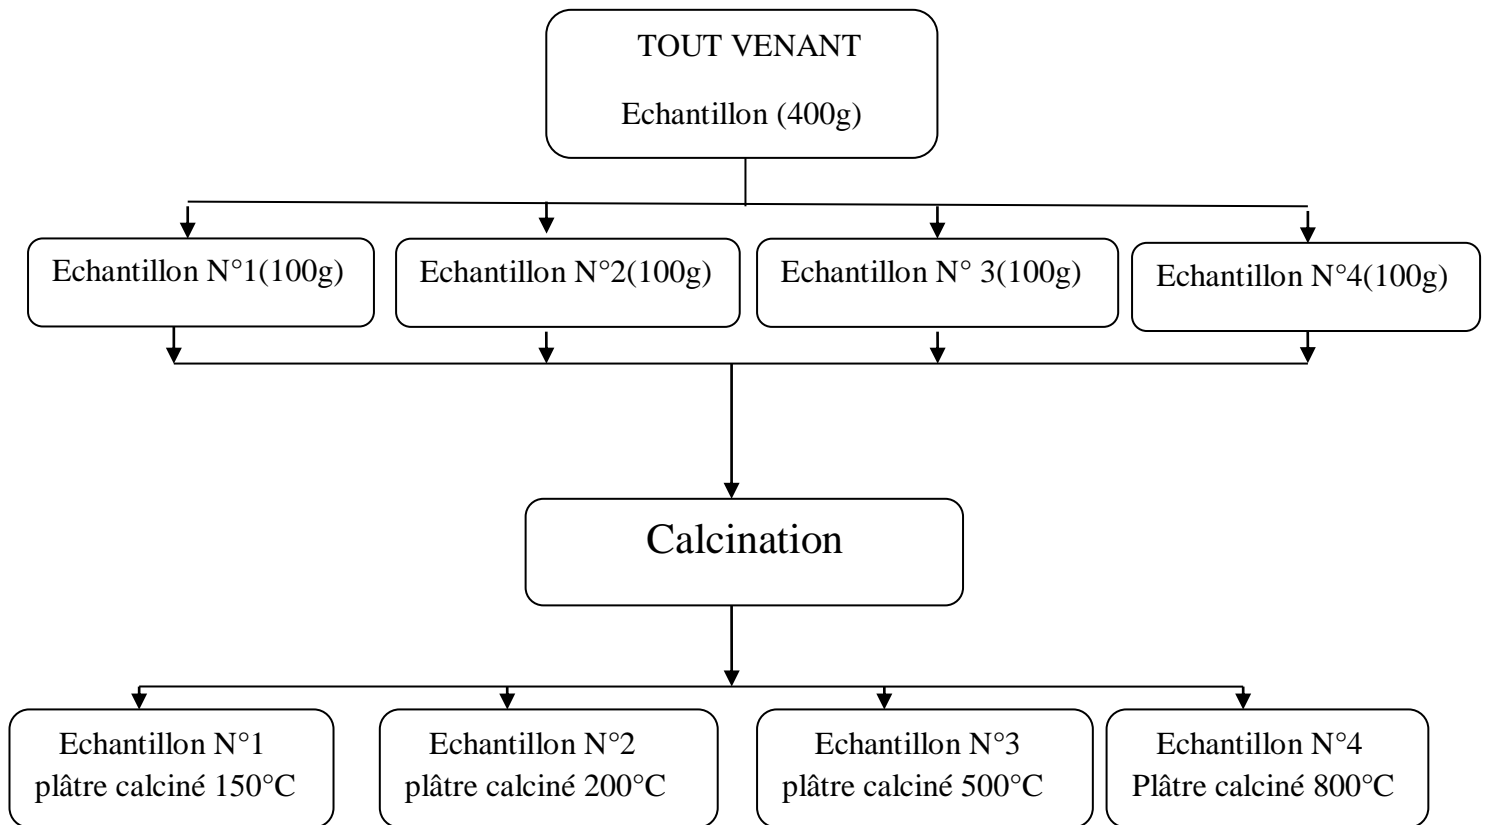 TOUT VENANT
Echantillon (400g)
Echantillon N°1(100g)
Echantillon N°2(100g)
Echantillon N° 3(100g)
Echantillon N°4(100g)
Calcination
Echantillon N°1
plâtre calciné 150°C
Echantillon N°2
plâtre calciné 200°C
Echantillon N°3
plâtre calciné 500°C
Echantillon N°4
Plâtre calciné 800°C